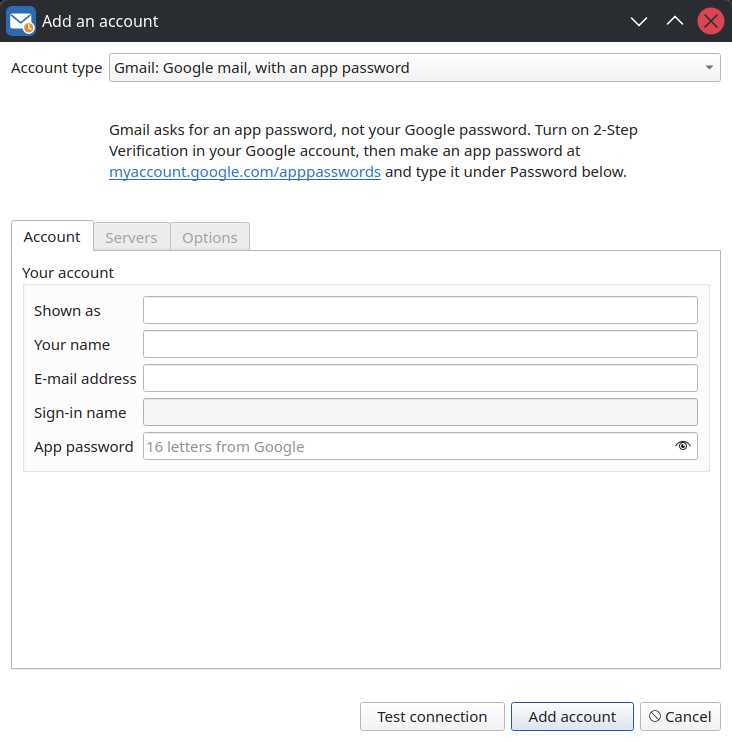 Add an account
Account type Gmail: Google mail, with an app password
Gmail asks for an app password, not your Google password. Turn on 2-Step
Verification in your Google account, then make an app password at
myaccount.google.com/apppasswords and type it under Password below.
Account Servers Options
Your account
Shown as
Your name
E-mail address
Sign-in name
App password 16 letters from Google
Test connection Add account Cancel